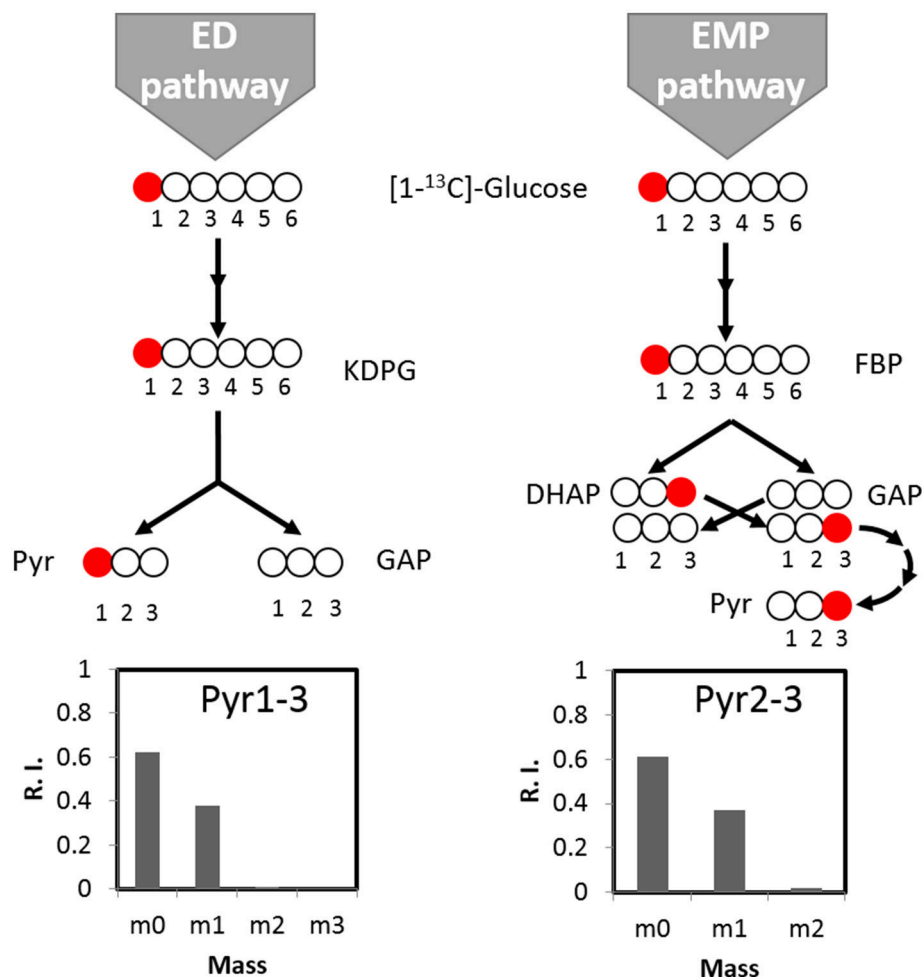 ED
pathway
EMP
pathway
[1-¹³C]-Glucose
1 2 3 4 5 6
1 2 3 4 5 6
KDPG
1 2 3 4 5 6
FBP
1 2 3 4 5 6
DHAP
GAP
1 2 3
1 2 3
Pyr
GAP
1 2 3
1 2 3
Pyr
1 2 3
Pyr1-3
R. I.
1
0.8
0.6
0.4
0.2
0
m0 m1 m2 m3
Mass
Pyr2-3
R. I.
1
0.8
0.6
0.4
0.2
0
m0 m1 m2
Mass